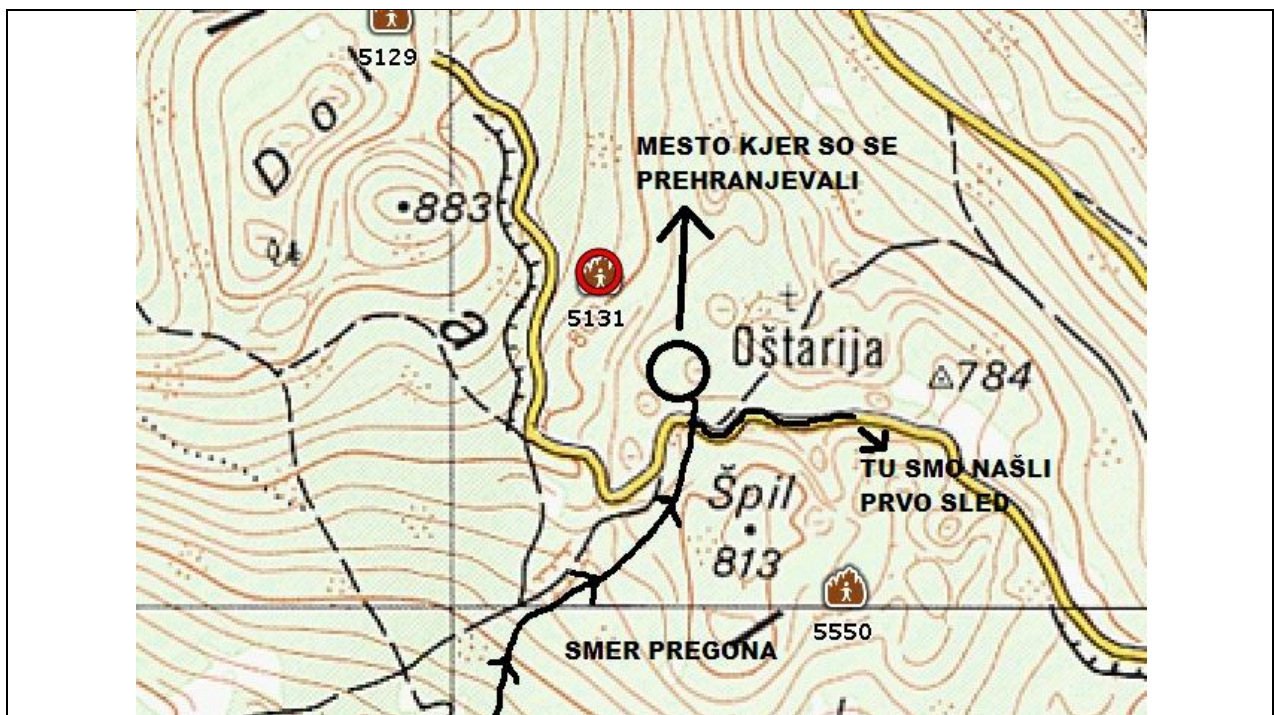 5129
MESTO KJER SO SE
PREHRANJEVALI
Do
883
5131
a
Oštarija
784
TU SMO NAŠLI
PRVO SLED
Špil
813
5550
SMER PREGONA